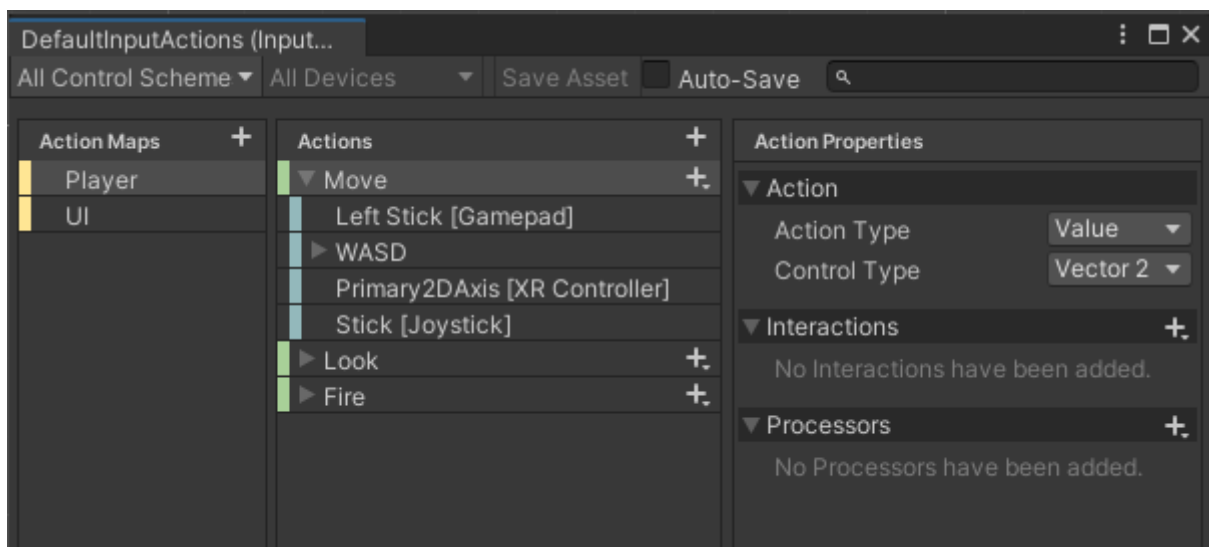 DefaultInputActions (Input...
All Control Scheme All Devices Save Asset Auto-Save
Action Maps
Player
UI
Actions
Move
Left Stick [Gamepad]
WASD
Primary2DAxis [XR Controller]
Stick [Joystick]
Look
Fire
Action Properties
Action
Action Type Value
Control Type Vector 2
Interactions
No Interactions have been added.
Processors
No Processors have been added.